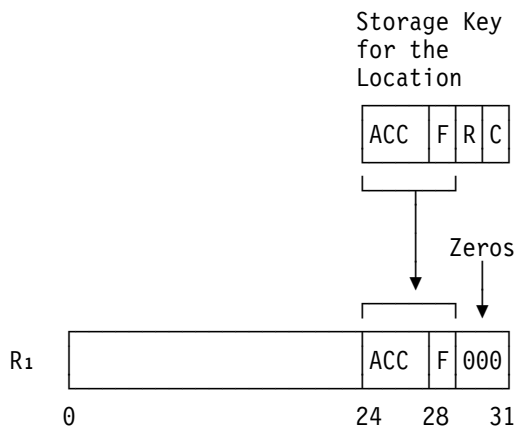 Storage Key
for the
Location
ACC F R C
Zeros
R₁ ACC F 000
0 24 28 31